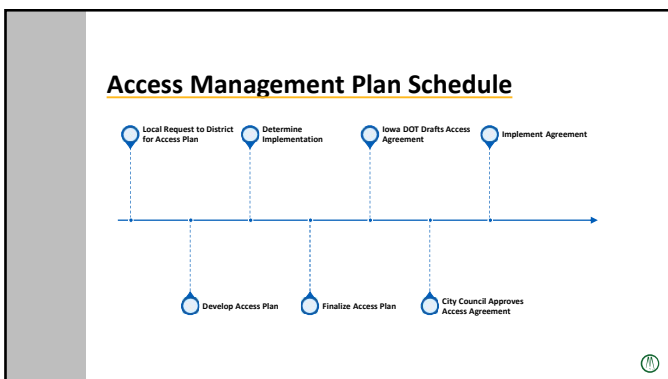 Access Management Plan Schedule
Local Request to District
for Access Plan
Determine
Implementation
Iowa DOT Drafts Access
Agreement
Implement Agreement
Develop Access Plan
Finalize Access Plan
City Council Approves
Access Agreement